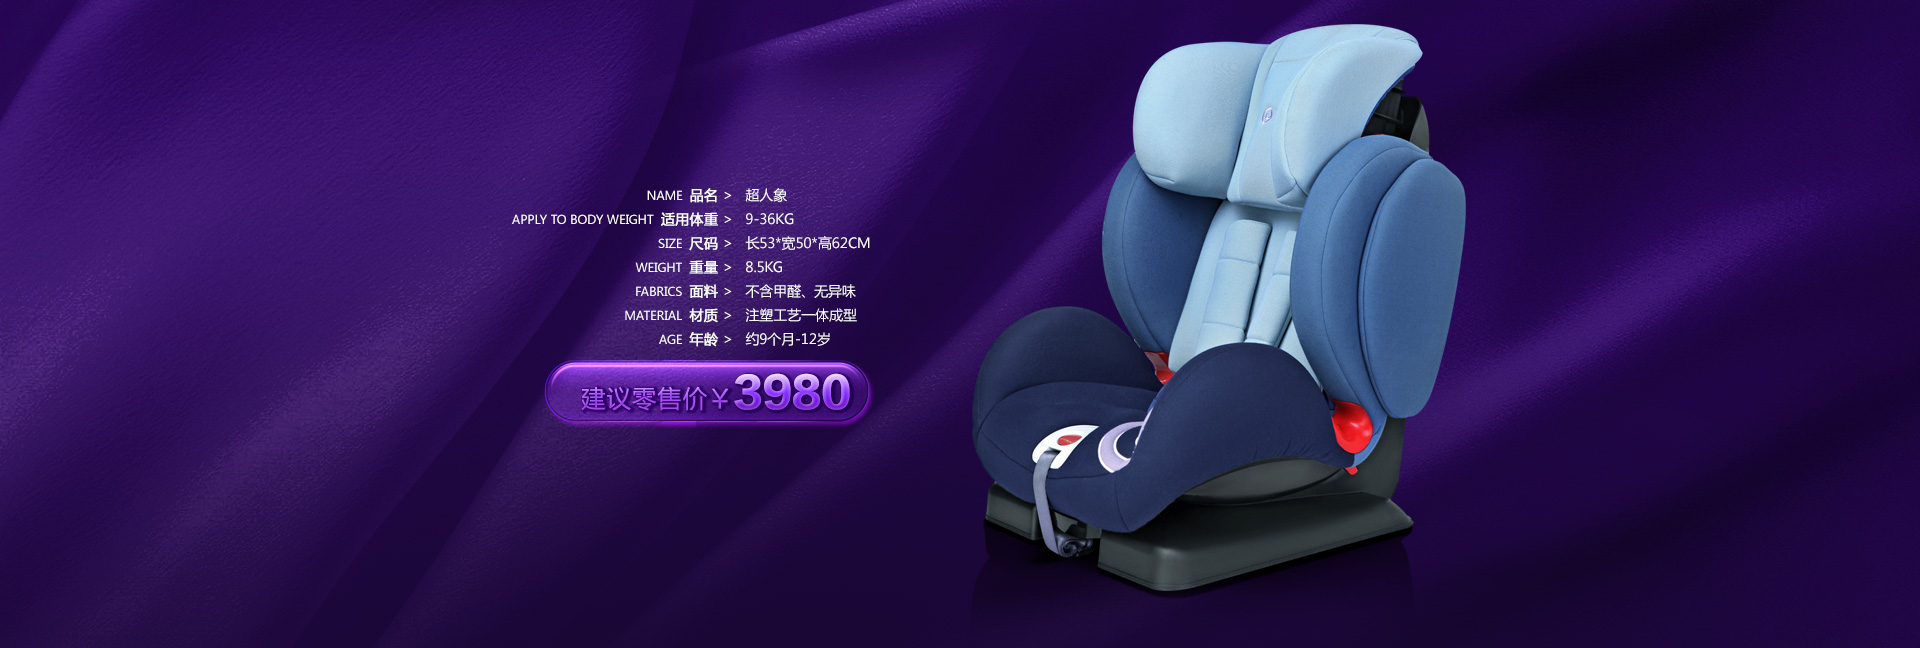 NAME 品名 > 超人象
APPLY TO BODY WEIGHT 适用体重 > 9-36KG
SIZE 尺码 > 长53*宽50*高62CM
WEIGHT 重量 > 8.5KG
FABRICS 面料 > 不含甲醛、无异味
MATERIAL 材质 > 注塑工艺一体成型
AGE 年龄 > 约9个月-12岁
建议零售价￥3980